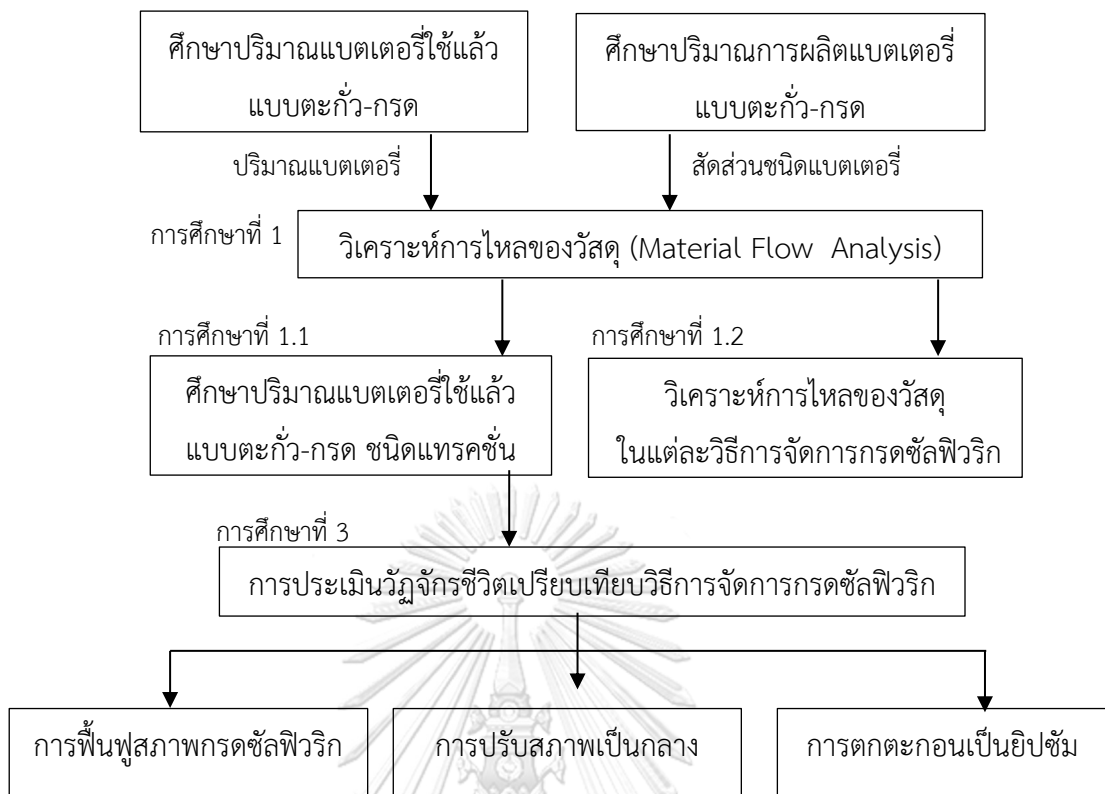 ศึกษาปริมาณแบตเตอรี่ใช้แล้ว
แบบตะกั่ว-กรด
ศึกษาปริมาณการผลิตแบตเตอรี่
แบบตะกั่ว-กรด
ปริมาณแบตเตอรี่
สัดส่วนชนิดแบตเตอรี่
การศึกษาที่ 1
วิเคราะห์การไหลของวัสดุ (Material Flow Analysis)
การศึกษาที่ 1.1
การศึกษาที่ 1.2
ศึกษาปริมาณแบตเตอรี่ใช้แล้ว
แบบตะกั่ว-กรด ชนิดแทรคชั่น
วิเคราะห์การไหลของวัสดุ
ในแต่ละวิธีการจัดการกรดซัลฟิวริก
การศึกษาที่ 3
การประเมินวัฏจักรชีวิตเปรียบเทียบวิธีการจัดการกรดซัลฟิวริก
การฟื้นฟูสภาพกรดซัลฟิวริก
การปรับสภาพเป็นกลาง
การตกตะกอนเป็นยิปซัม